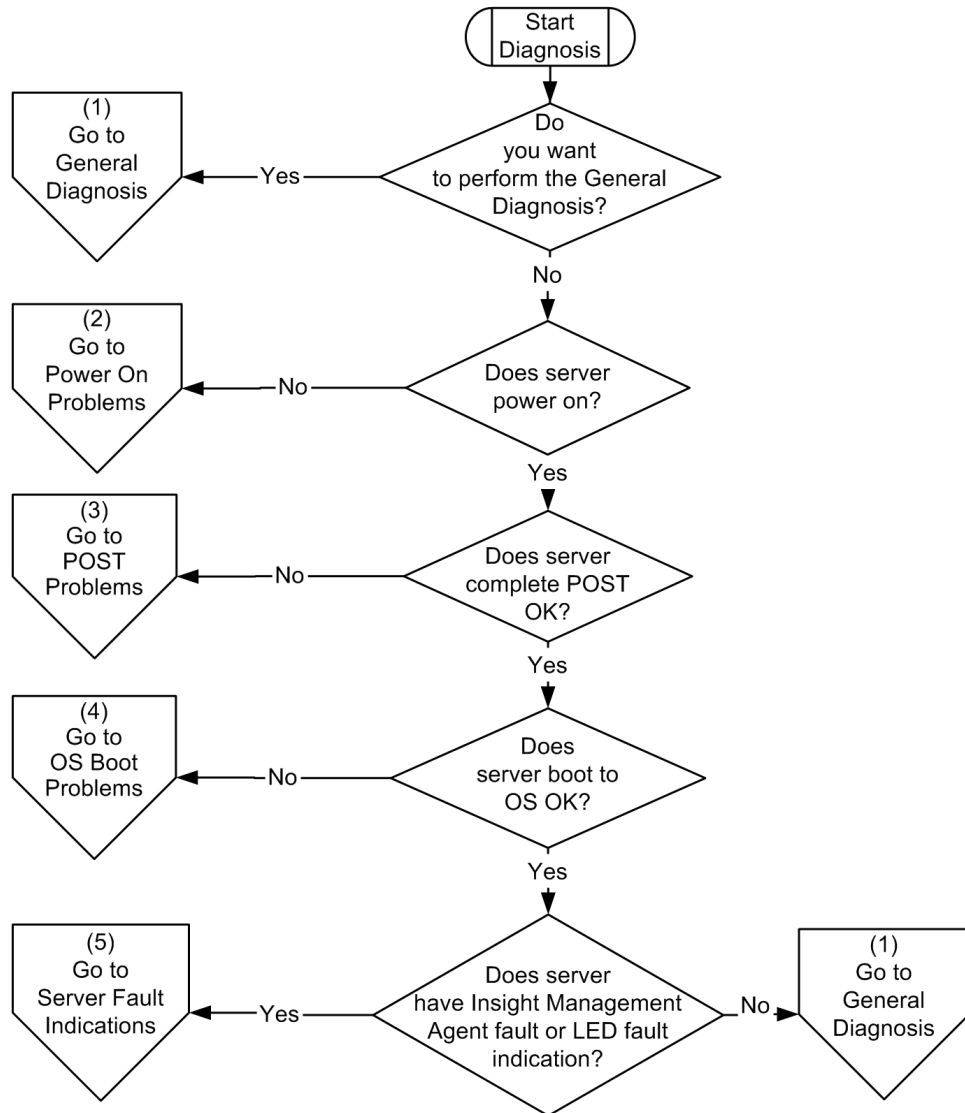 Start
Diagnosis
(1)
Go to
General
Diagnosis
Yes
Do
you want
to perform the General
Diagnosis?
No
(2)
Go to
Power On
Problems
No
Does server
power on?
Yes
(3)
Go to
POST
Problems
No
Does server
complete POST
OK?
Yes
(4)
Go to
OS Boot
Problems
No
Does
server boot to
OS OK?
Yes
(5)
Go to
Server Fault
Indications
Yes
Does server
have Insight Management
Agent fault or LED fault
indication?
No
(1)
Go to
General
Diagnosis